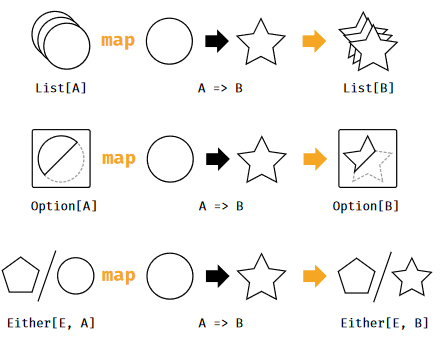 map
List[A] A => B List[B]
map
Option[A] A => B Option[B]
map
Either[E, A] A => B Either[E, B]